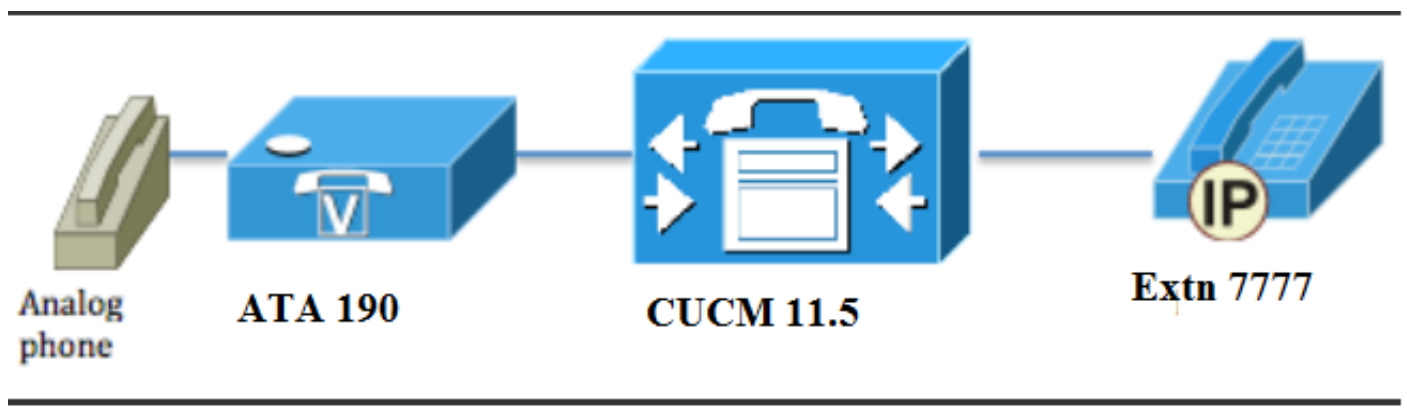 Analog
phone
ATA 190
V
CUCM 11.5
IP
Extn 7777